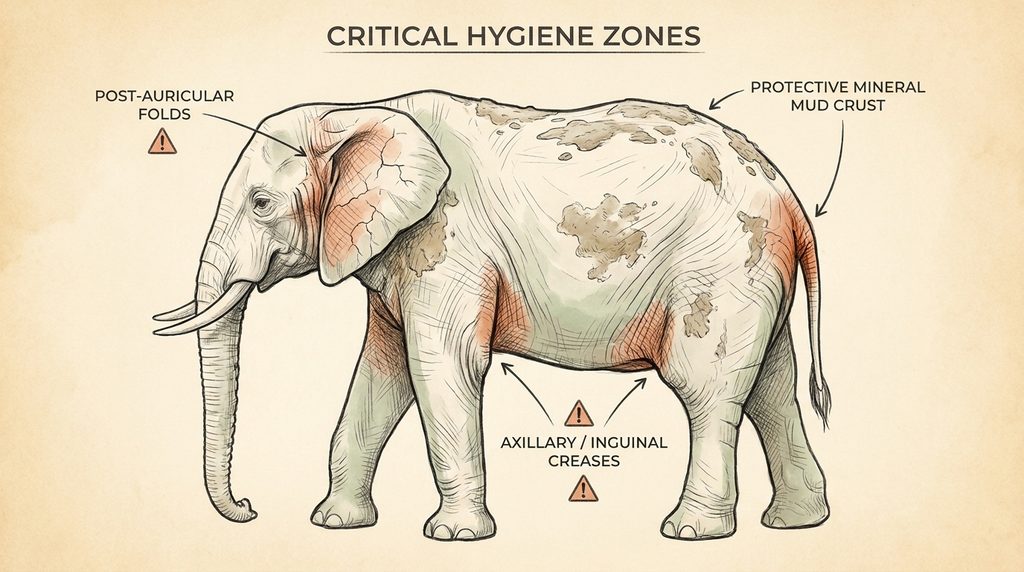 CRITICAL HYGIENE ZONES
POST-AURICULAR
FOLDS
PROTECTIVE MINERAL
MUD CRUST
AXILLARY / INGUINAL
CREASES